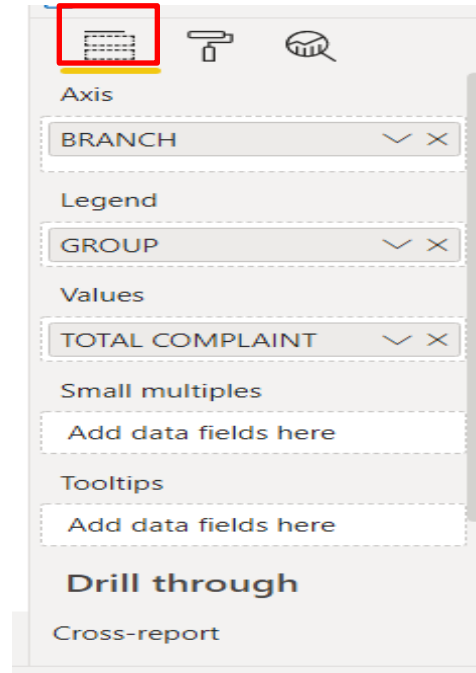 Axis
BRANCH
Legend
GROUP
Values
TOTAL COMPLAINT
Small multiples
Add data fields here
Tooltips
Add data fields here
Drill through
Cross-report